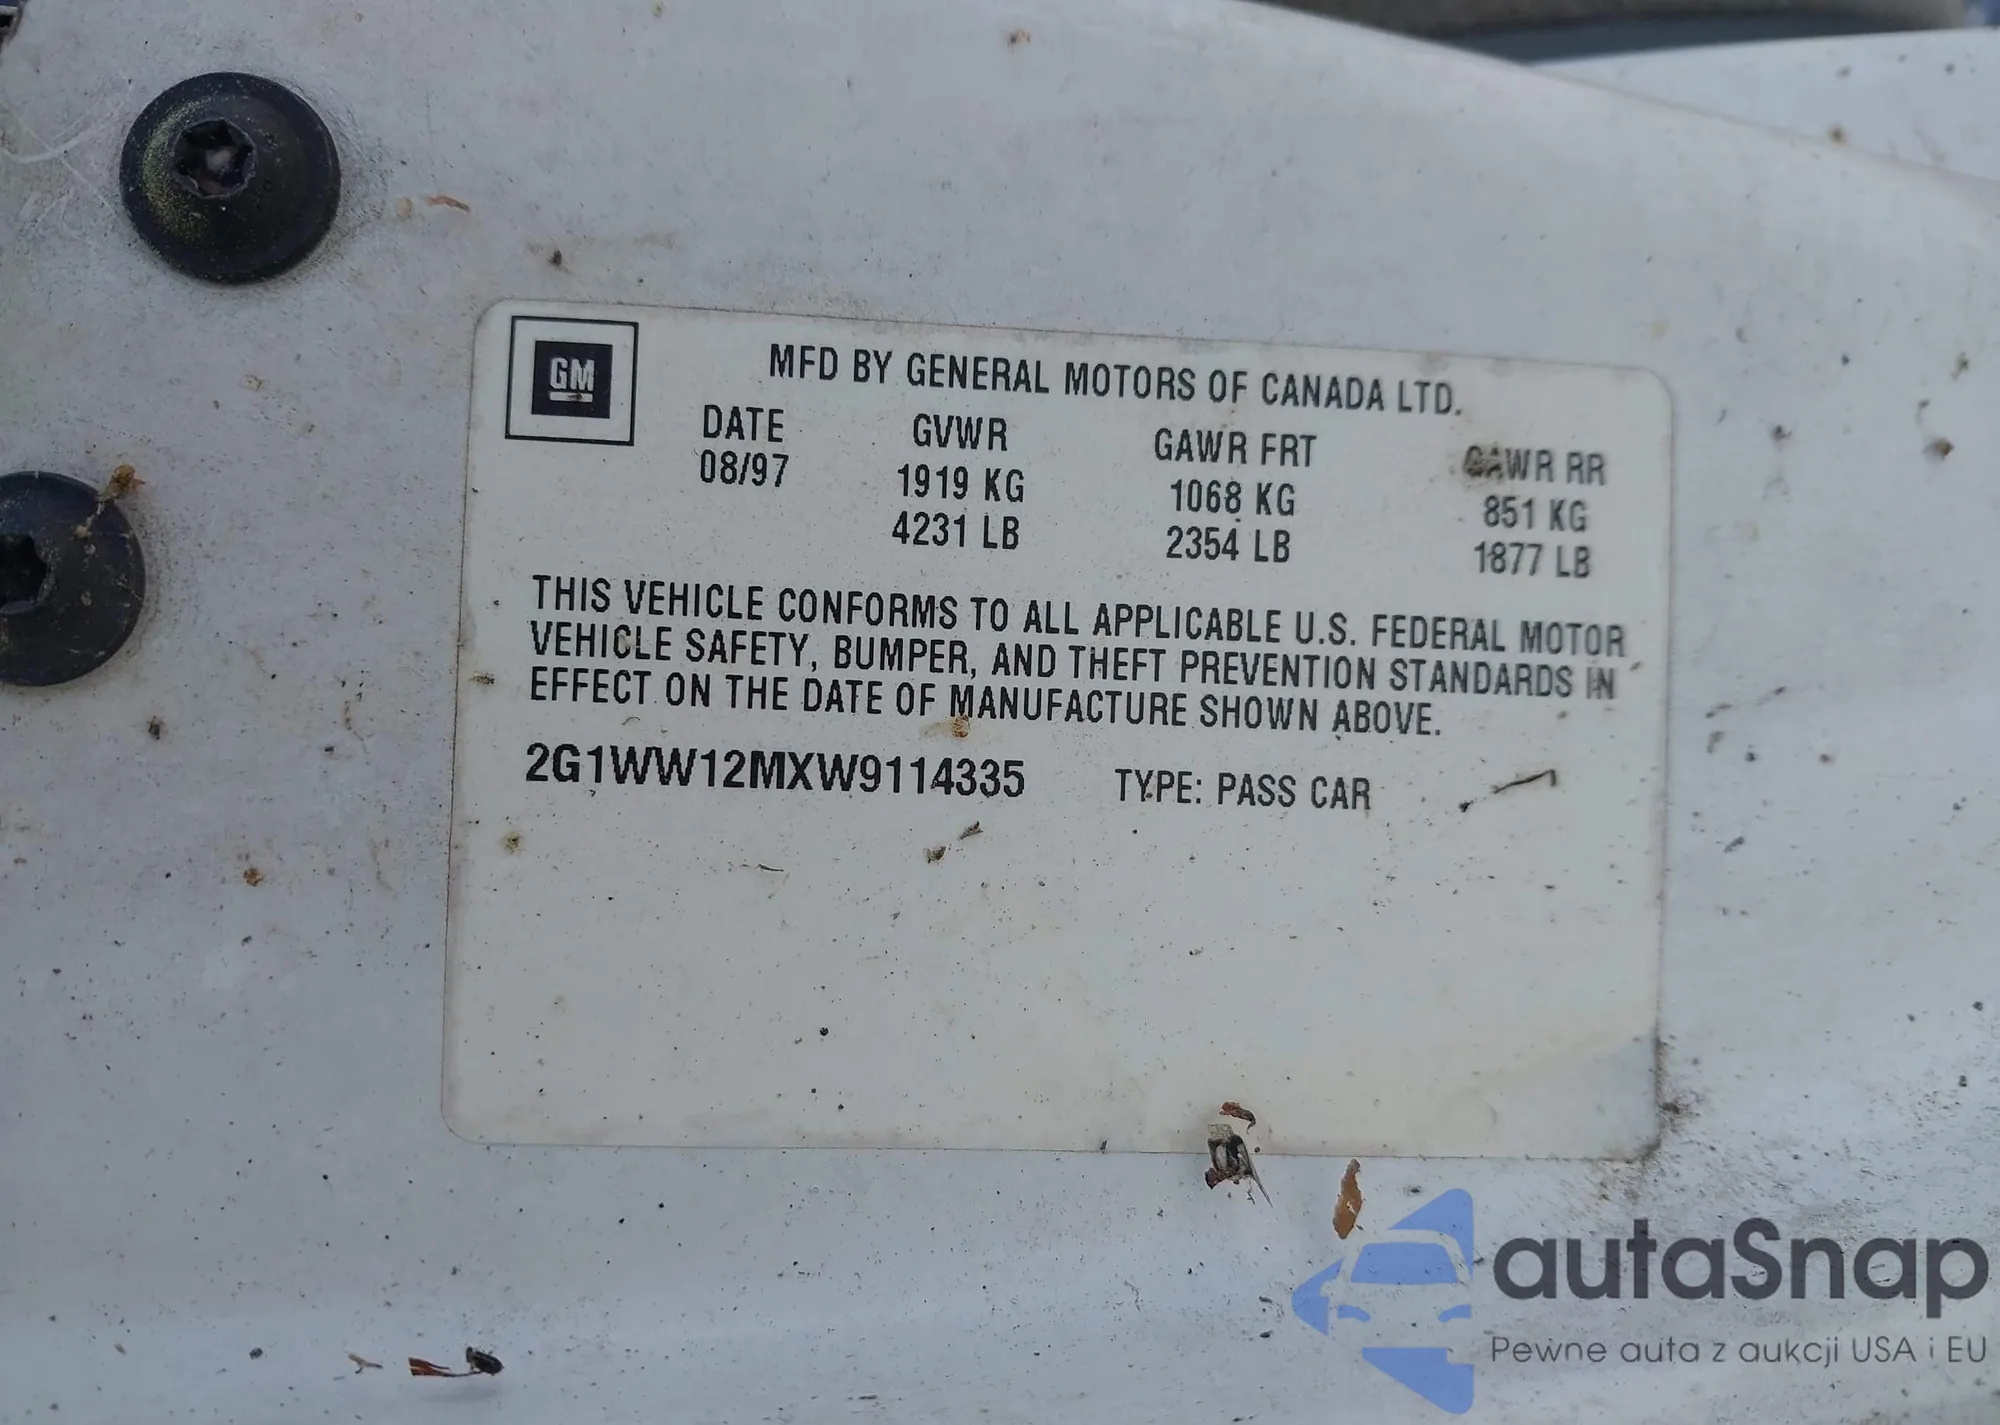 GM
MFD BY GENERAL MOTORS OF CANADA LTD.
DATE GVWR GAWR FRT GAWR RR
08/97 1919 KG 1068 KG 851 KG
4231 LB 2354 LB 1877 LB
THIS VEHICLE CONFORMS TO ALL APPLICABLE U.S. FEDERAL MOTOR
VEHICLE SAFETY, BUMPER, AND THEFT PREVENTION STANDARDS IN
EFFECT ON THE DATE OF MANUFACTURE SHOWN ABOVE.
2G1WW12MXW9114335 TYPE: PASS CAR
autaSnap
Pewne auta z aukcji USA i EU